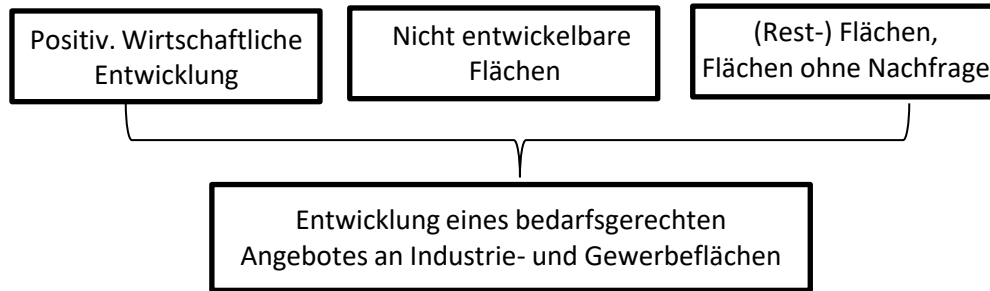 Positiv. Wirtschaftliche
Entwicklung
Nicht entwickelbare
Flächen
(Rest-) Flächen,
Flächen ohne Nachfrage
Entwicklung eines bedarfsgerechten
Angebotes an Industrie- und Gewerbeflächen